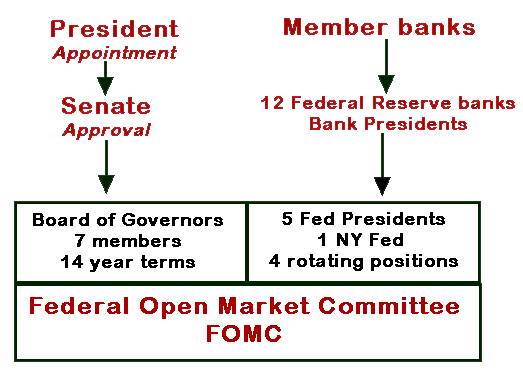 President
Appointment
Senate
Approval
Member banks
12 Federal Reserve banks
Bank Presidents
Board of Governors
7 members
14 year terms
5 Fed Presidents
1 NY Fed
4 rotating positions
Federal Open Market Committee
FOMC